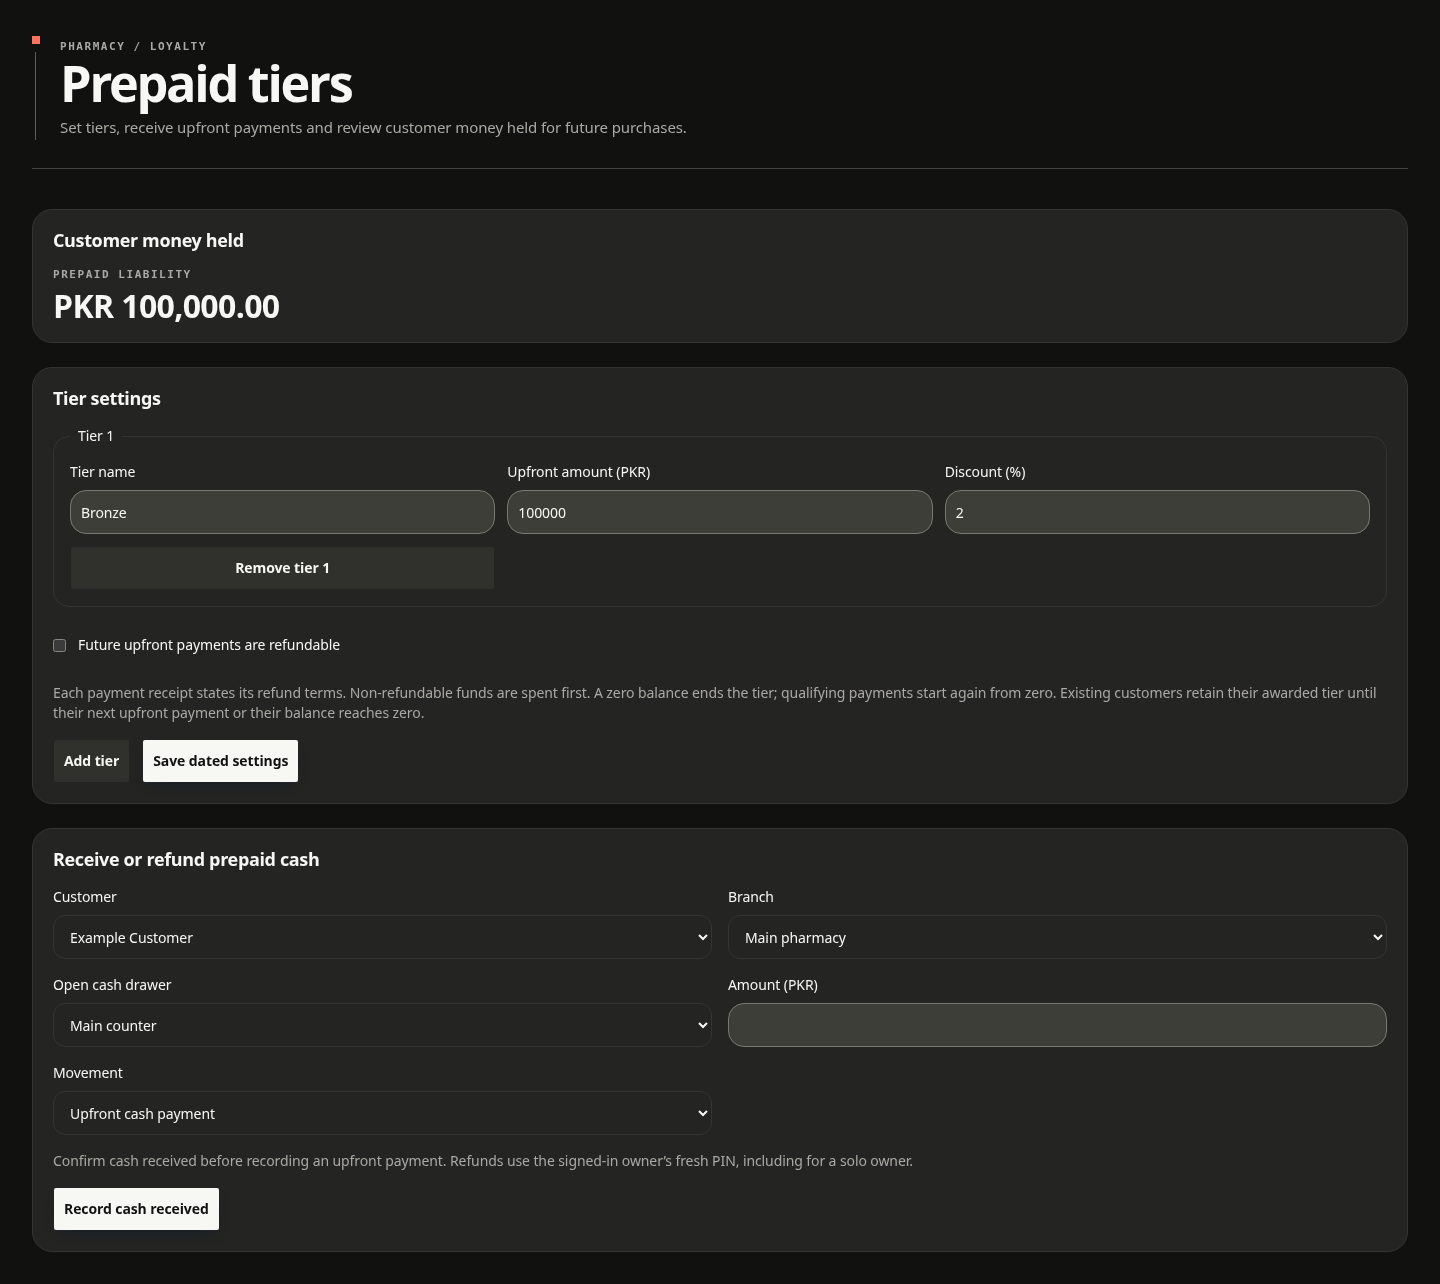 PHARMACY / LOYALTY
Prepaid tiers
Set tiers, receive upfront payments and review customer money held for future purchases.
Customer money held
PREPAID LIABILITY
PKR 100,000.00
Tier settings
Tier 1
Tier name
Upfront amount (PKR)
Discount (%)
Bronze
100000
2
Remove tier 1
Future upfront payments are refundable
Each payment receipt states its refund terms. Non-refundable funds are spent first. A zero balance ends the tier; qualifying payments start again from zero. Existing customers retain their awarded tier until
their next upfront payment or their balance reaches zero.
Add tier
Save dated settings
Receive or refund prepaid cash
Customer
Branch
Example Customer
Main pharmacy
Open cash drawer
Amount (PKR)
Main counter
Movement
Upfront cash payment
Confirm cash received before recording an upfront payment. Refunds use the signed-in owner’s fresh PIN, including for a solo owner.
Record cash received